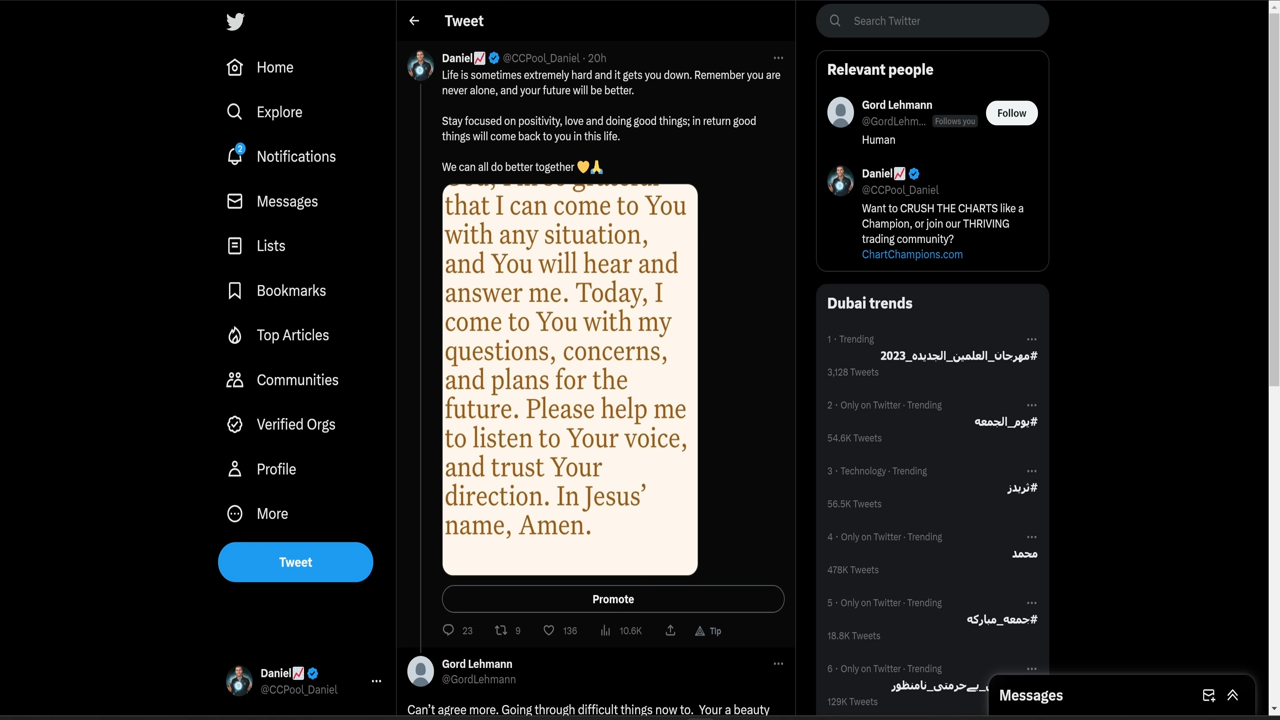 Home
Explore
2
Notifications
Messages
Lists
Bookmarks
Top Articles
Communities
Verified Orgs
Profile
More
Tweet
Daniel📈
@CCPool_Daniel
Tweet
Daniel📈 @CCPool_Daniel · 20h
Life is sometimes extremely hard and it gets you down. Remember you are
never alone, and your future will be better.
Stay focused on positivity, love and doing good things; in return good
things will come back to you in this life.
We can all do better together 💛🙏
that I can come to You
with any situation,
and You will hear and
answer me. Today, I
come to You with my
questions, concerns,
and plans for the
future. Please help me
to listen to Your voice,
and trust Your
direction. In Jesus’
name, Amen.
Promote
23 9 136 10.6K Tip
Gord Lehmann
@GordLehmann
Can’t agree more. Going through difficult things now to. Your a beauty
Search Twitter
Relevant people
Gord Lehmann
@GordLehm... Follows you
Follow
Human
Daniel📈
@CCPool_Daniel
Want to CRUSH THE CHARTS like a
Champion, or join our THRIVING
trading community?
ChartChampions.com
Dubai trends
1 · Trending
#مهرجان_العلمين_الجديده_2023
3,128 Tweets
2 · Only on Twitter · Trending
#يوم_الجمعه
54.6K Tweets
3 · Technology · Trending
#ثريدز
56.5K Tweets
4 · Only on Twitter · Trending
محمد
478K Tweets
5 · Only on Twitter · Trending
#جمعه_مباركه
18.8K Tweets
6 · Only on Twitter · Trending
بےحرمتی_نامنظور
129K Tweets
Messages